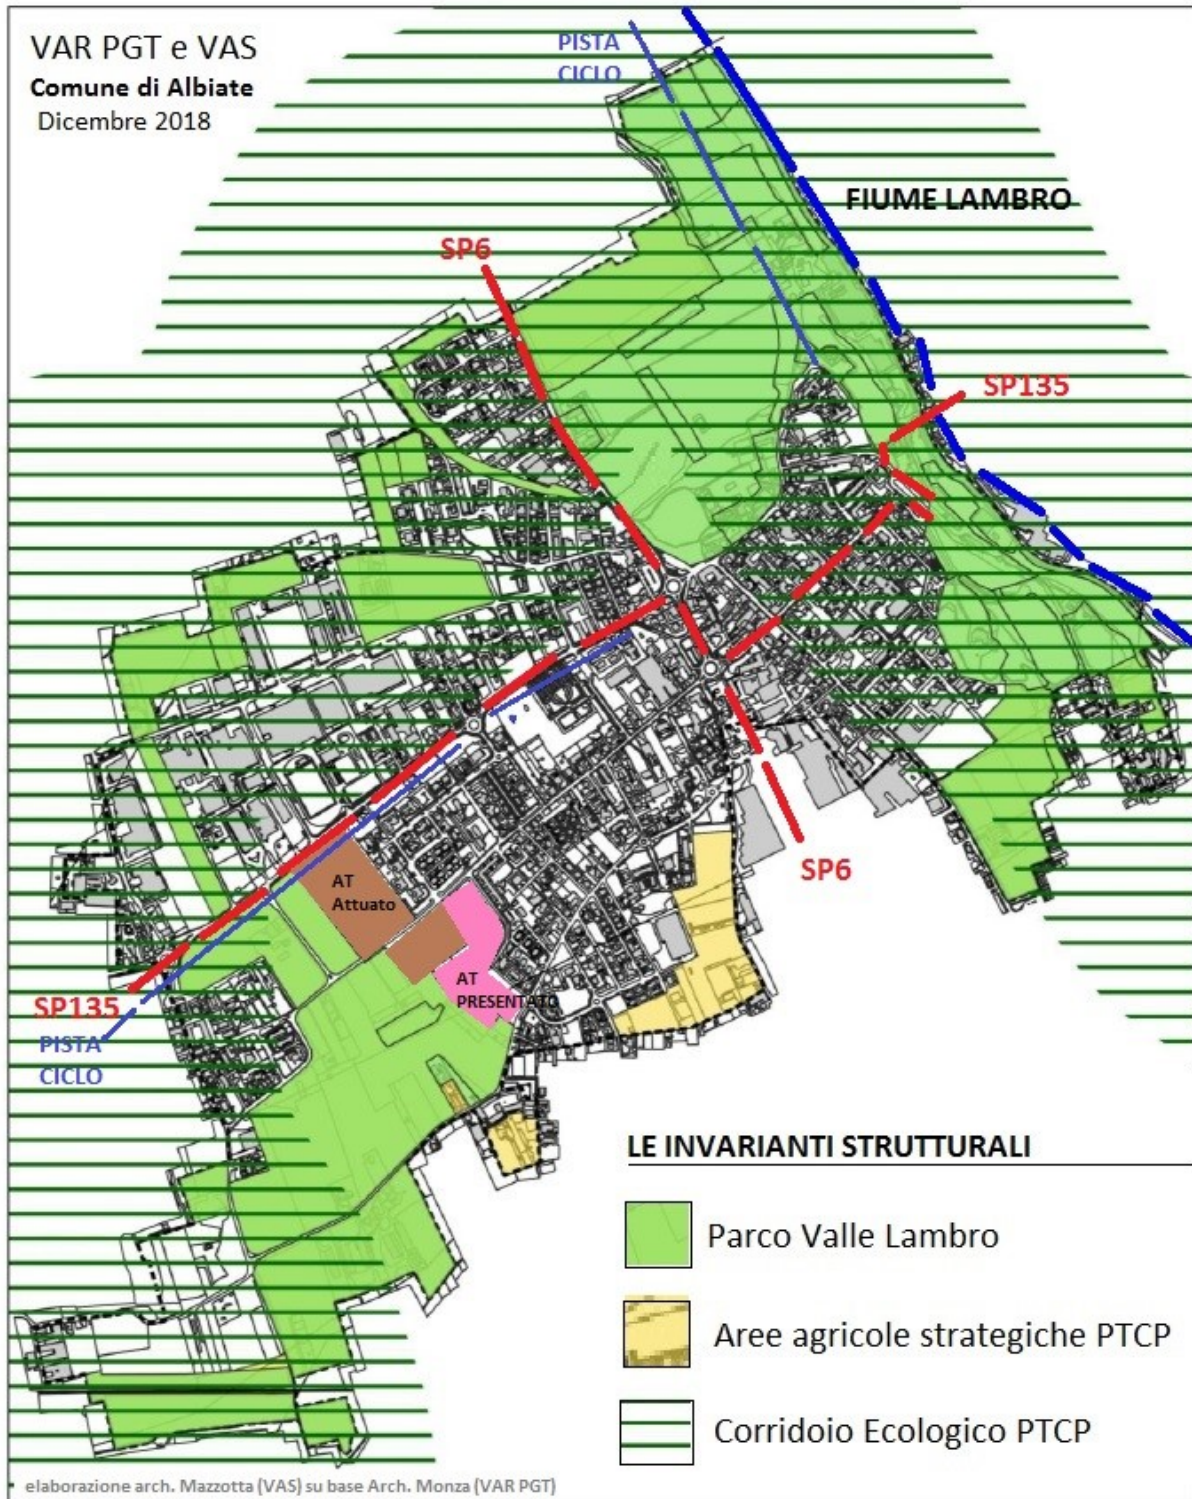 VAR PGT e VAS
Comune di Albiate
Dicembre 2018
PISTA
CICLO
FIUME LAMBRO
SP6
SP135
AT
Attuato
SP6
AT
PRESENTATO
SP135
PISTA
CICLO
LE INVARIANTI STRUTTURALI
Parco Valle Lambro
Aree agricole strategiche PTCP
Corridoio Ecologico PTCP
elaborazione arch. Mazzotta (VAS) su base Arch. Monza (VAR PGT)